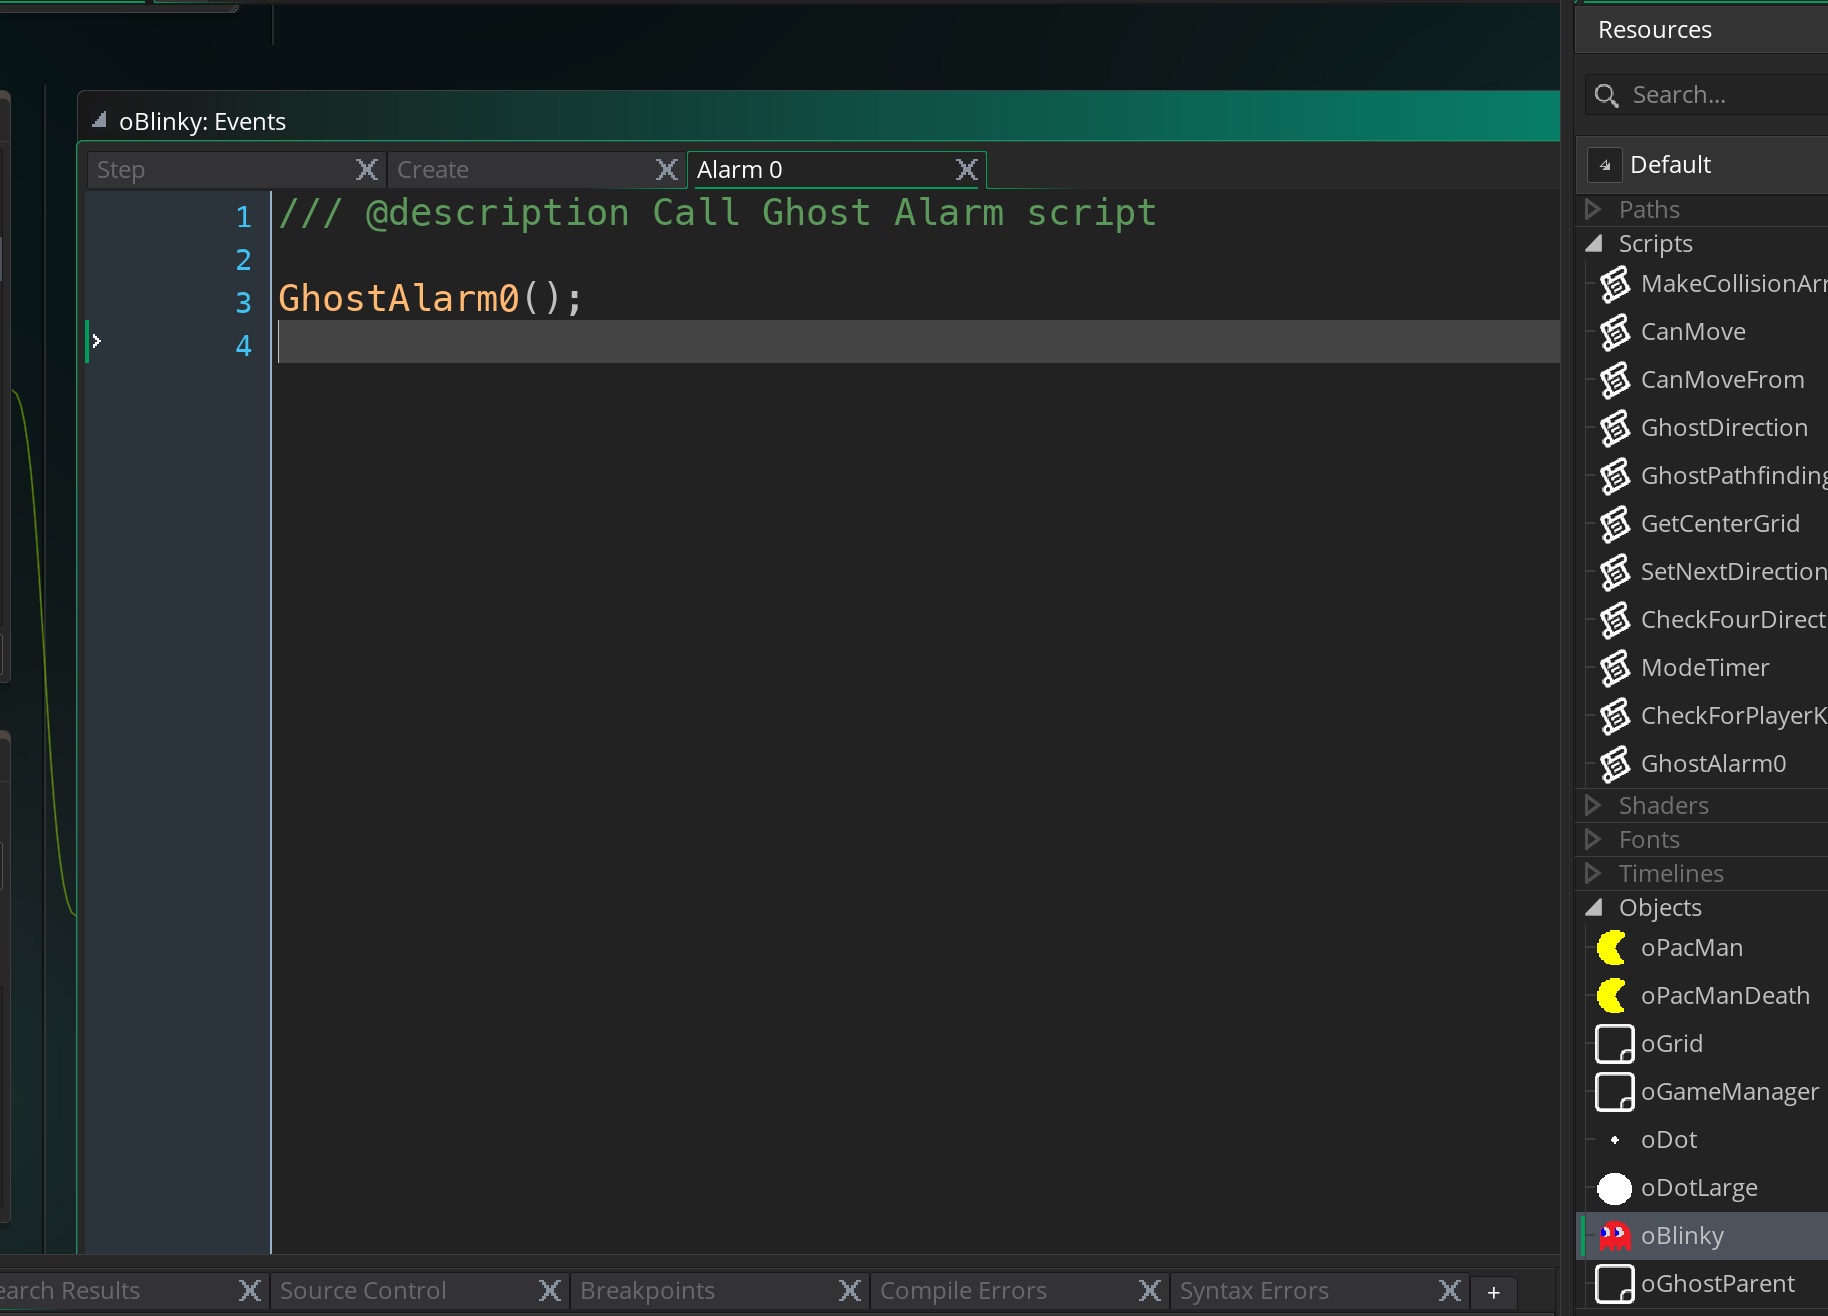 oBlinky: Events
Step
Create
Alarm 0
1 /// @description Call Ghost Alarm script
2
3 GhostAlarm0();
4
earch Results
Source Control
Breakpoints
Compile Errors
Syntax Errors
+
Resources
Search...
Default
Paths
Scripts
MakeCollisionArr
CanMove
CanMoveFrom
GhostDirection
GhostPathfinding
GetCenterGrid
SetNextDirection
CheckFourDirect
ModeTimer
CheckForPlayerK
GhostAlarm0
Shaders
Fonts
Timelines
Objects
oPacMan
oPacManDeath
oGrid
oGameManager
oDot
oDotLarge
oBlinky
oGhostParent